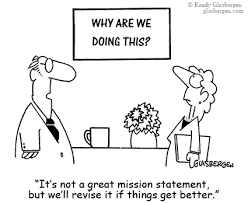 © Randy Glasbergen.
glasbergen.com
WHY ARE WE
DOING THIS?
GLASBERGEN
"It's not a great mission statement,
but we'll revise it if things get better."